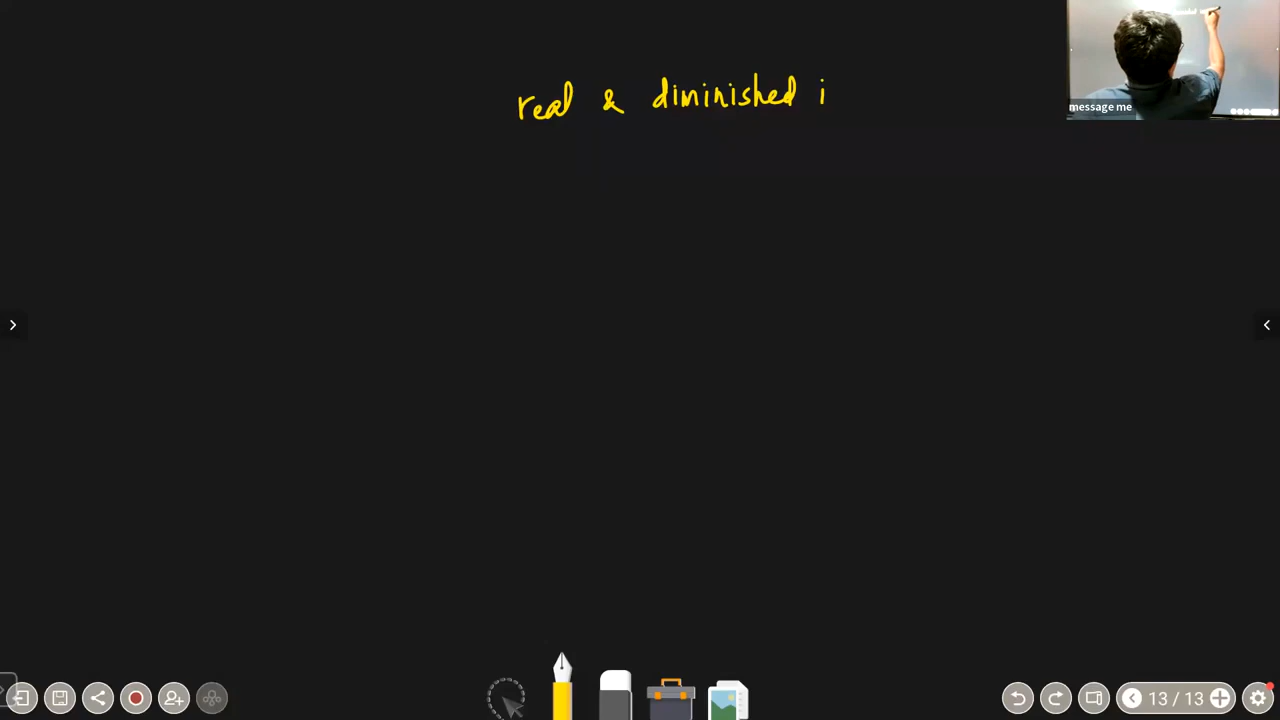 real & diminished i
message me
13 / 13